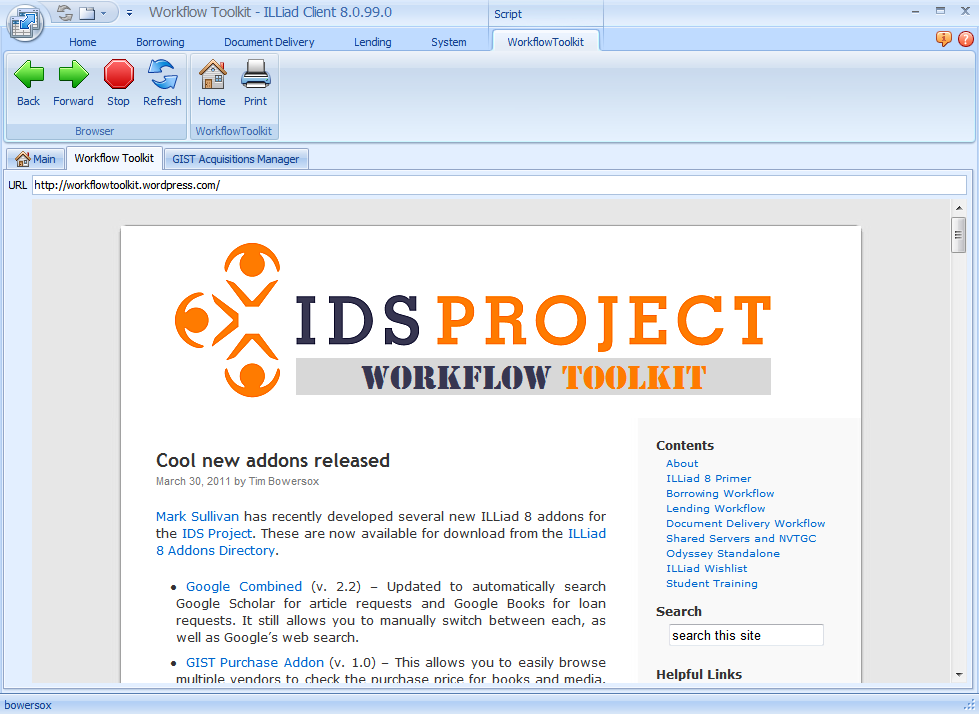 Workflow Toolkit - ILLiad Client 8.0.99.0
Script
Home
Borrowing
Document Delivery
Lending
System
WorkflowToolkit
Back
Forward
Stop
Refresh
Home
Print
Browser
WorkflowToolkit
Main
Workflow Toolkit
GIST Acquisitions Manager
URL
http://workflowtoolkit.wordpress.com/
IDS PROJECT
WORKFLOW TOOLKIT
Cool new addons released
March 30, 2011 by Tim Bowersox
Mark Sullivan has recently developed several new ILLiad 8 addons for
the IDS Project. These are now available for download from the ILLiad
8 Addons Directory.
• Google Combined (v. 2.2) – Updated to automatically search
Google Scholar for article requests and Google Books for loan
requests. It still allows you to manually switch between each, as
well as Google's web search.
• GIST Purchase Addon (v. 1.0) – This allows you to easily browse
multiple vendors to check the purchase price for books and media.
Contents
About
ILLiad 8 Primer
Borrowing Workflow
Lending Workflow
Document Delivery Workflow
Shared Servers and NVTGC
Odyssey Standalone
ILLiad Wishlist
Student Training
Search
search this site
Helpful Links
bowersox